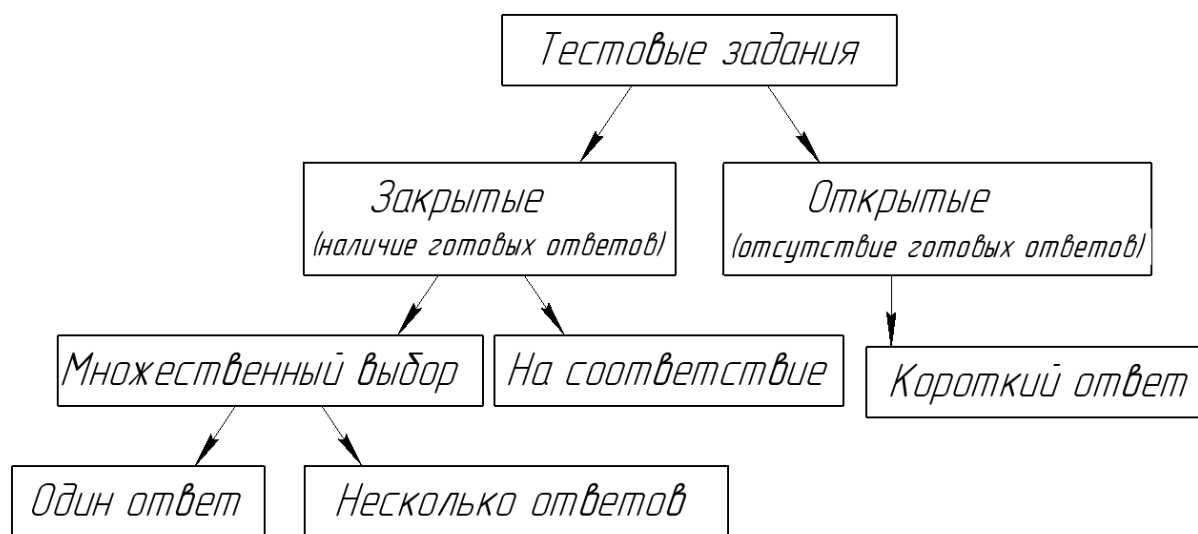 Тестовые задания
Закрытые
(наличие готовых ответов)
Открытые
(отсутствие готовых ответов)
Множественный выбор
На соответствие
Короткий ответ
Один ответ
Несколько ответов